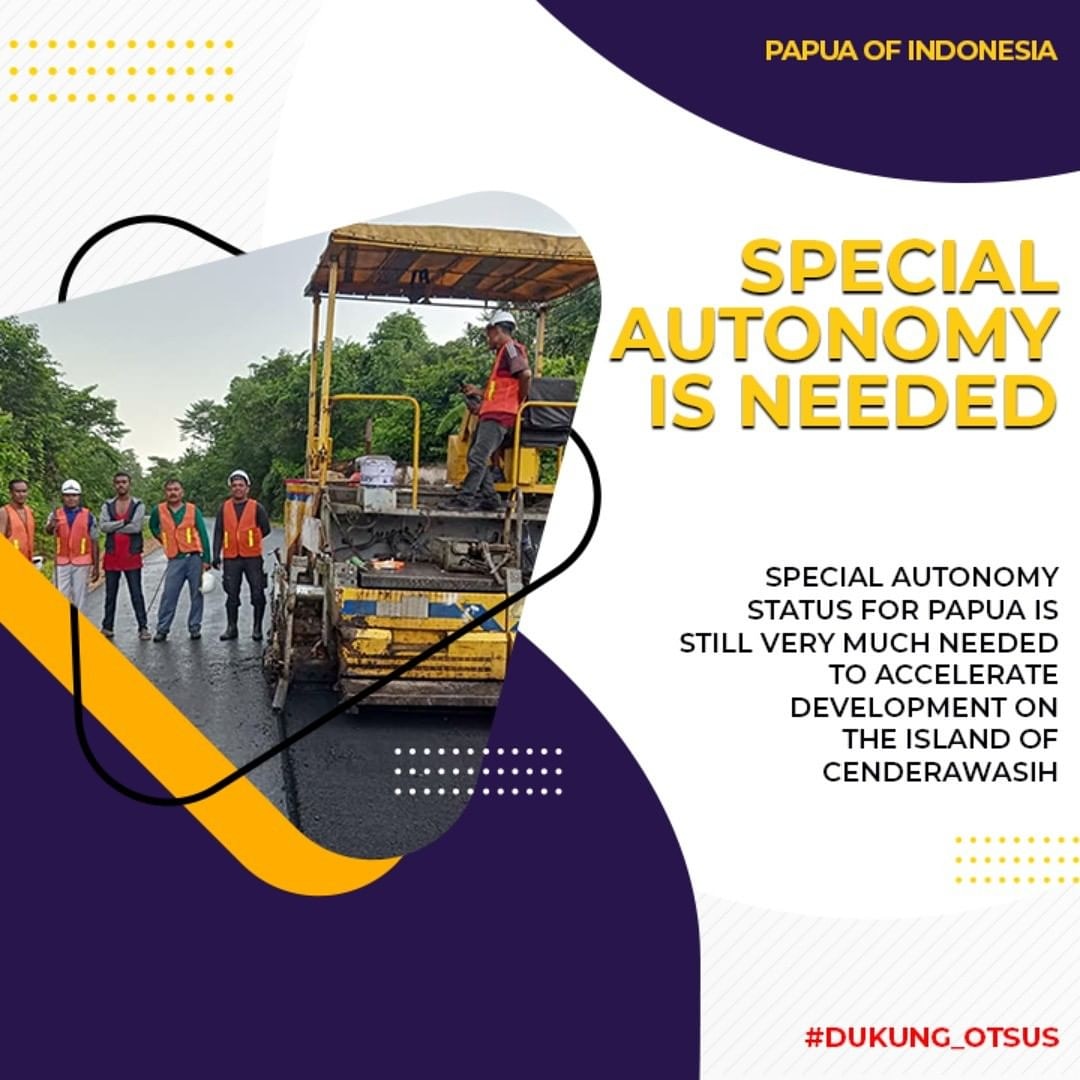 PAPUA OF INDONESIA
SPECIAL
AUTONOMY
IS NEEDED
SPECIAL AUTONOMY
STATUS FOR PAPUA IS
STILL VERY MUCH NEEDED
TO ACCELERATE
DEVELOPMENT ON
THE ISLAND OF
CENDERAWASIH
#DUKUNG_OTSUS